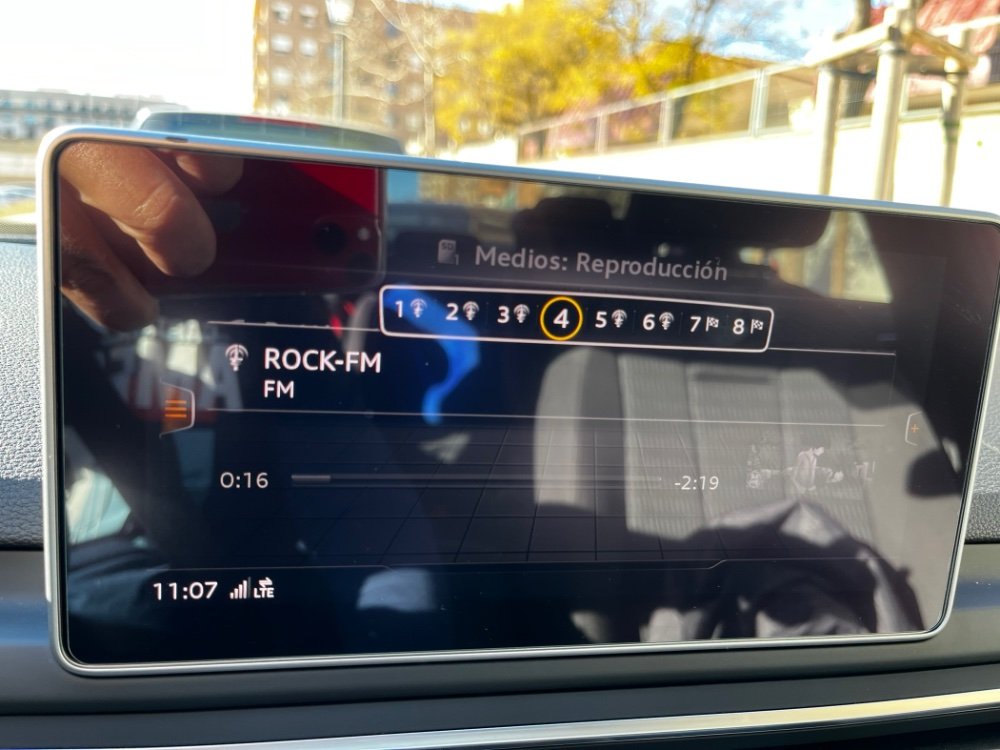 Medios: Reproducción
1 2 3 4 5 6 7 8
ROCK-FM
FM
0:16 -2:19
11:07 LTE